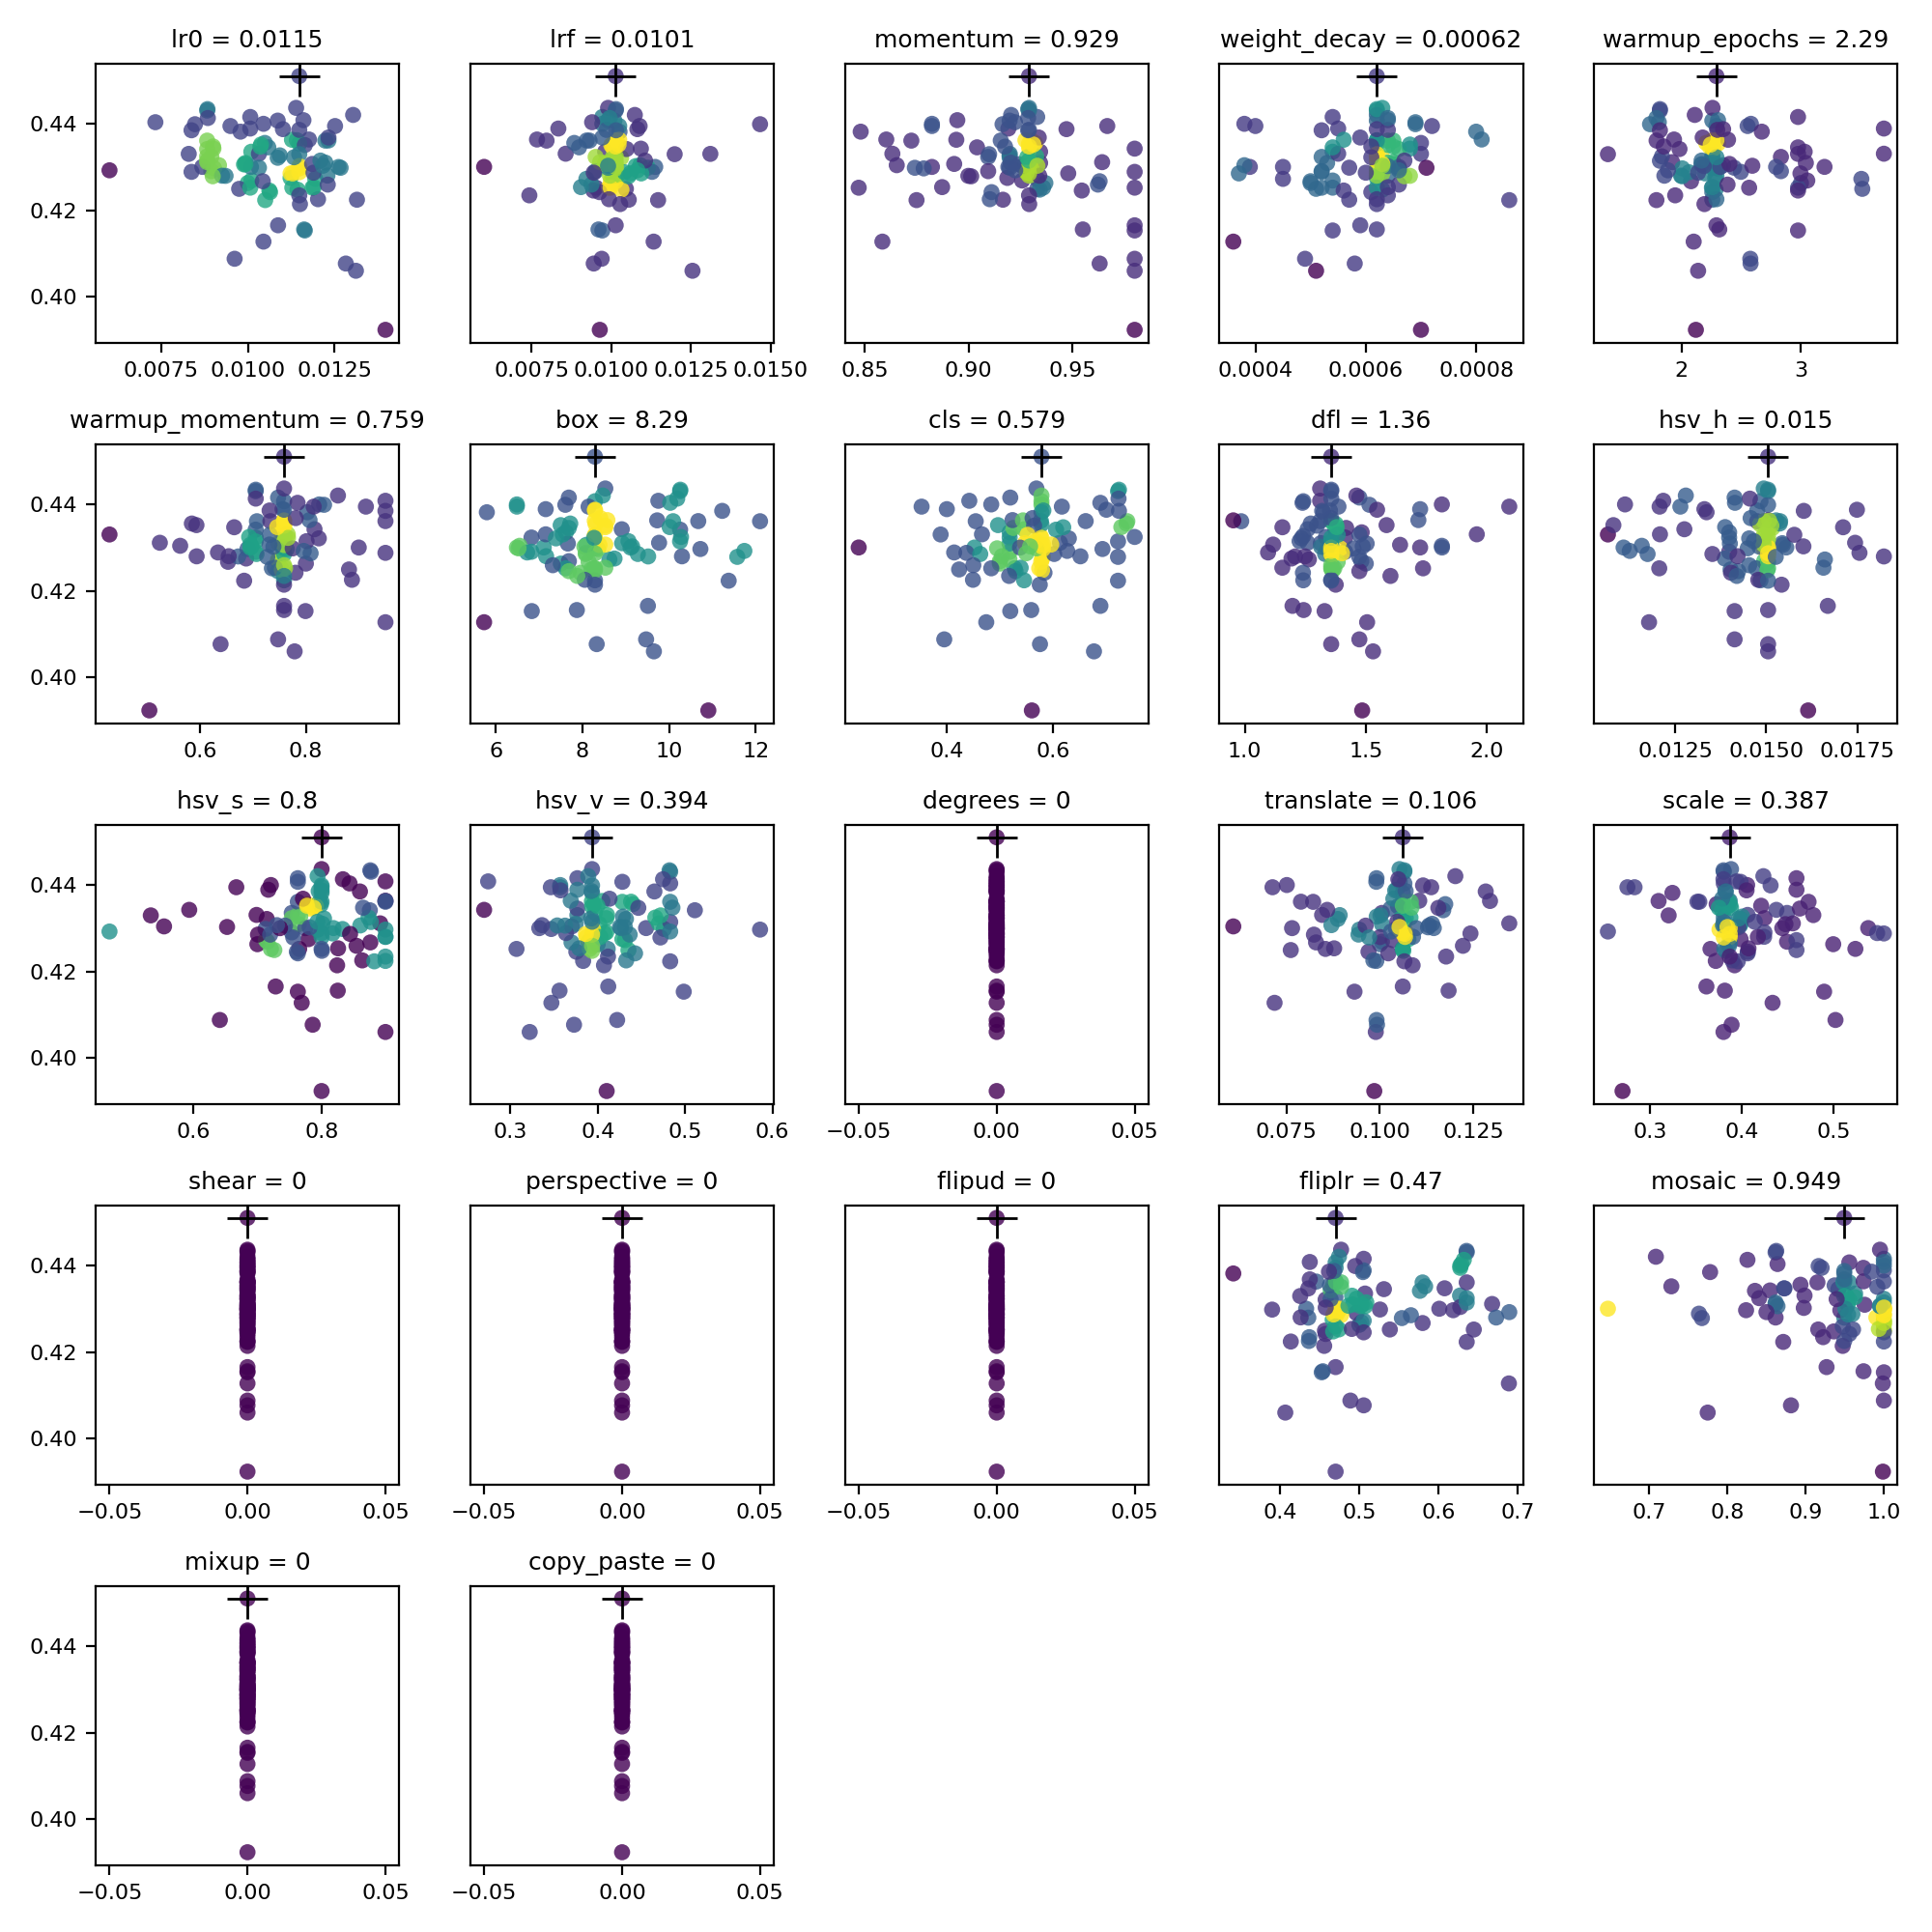 lr0 = 0.0115 lrf = 0.0101 momentum = 0.929 weight_decay = 0.00062 warmup_epochs = 2.29
0.44
0.42
0.40
0.0075 0.0100 0.0125 0.0075 0.0100 0.0125 0.0150 0.85 0.90 0.95 0.0004 0.0006 0.0008 2 3
warmup_momentum = 0.759 box = 8.29 cls = 0.579 dfl = 1.36 hsv_h = 0.015
0.44
0.42
0.40
0.6 0.8 6 8 10 12 0.4 0.6 1.0 1.5 2.0 0.0125 0.0150 0.0175
hsv_s = 0.8 hsv_v = 0.394 degrees = 0 translate = 0.106 scale = 0.387
0.44
0.42
0.40
0.6 0.8 0.3 0.4 0.5 0.6 −0.05 0.00 0.05 0.075 0.100 0.125 0.3 0.4 0.5
shear = 0 perspective = 0 flipud = 0 fliplr = 0.47 mosaic = 0.949
0.44
0.42
0.40
−0.05 0.00 0.05 −0.05 0.00 0.05 −0.05 0.00 0.05 0.4 0.5 0.6 0.7 0.7 0.8 0.9 1.0
mixup = 0 copy_paste = 0
0.44
0.42
0.40
−0.05 0.00 0.05 −0.05 0.00 0.05